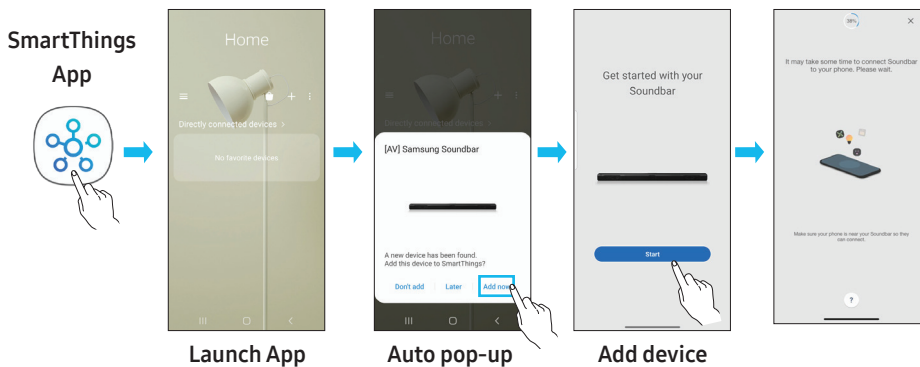 SmartThings
App
Home
Directly connected devices >
No favorite devices
Launch App
Home
Directly connected devices >
[AV] Samsung Soundbar
A new device has been found.
Add this device to SmartThings?
Don't add Later Add now
Auto pop-up
Get started with your
Soundbar
Start
Add device
38%
It may take some time to connect Soundbar
to your phone. Please wait.
Make sure your phone is near your Soundbar so they
can connect.
?